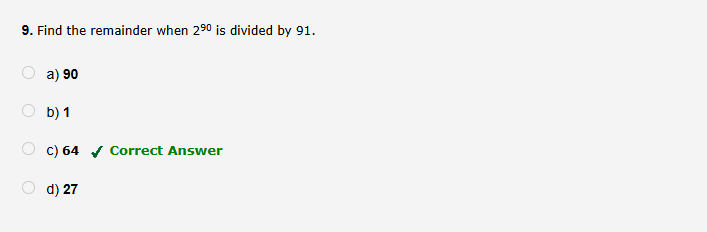 9. Find the remainder when 2⁹⁰ is divided by 91.
a) 90
b) 1
c) 64 ✓ Correct Answer
d) 27